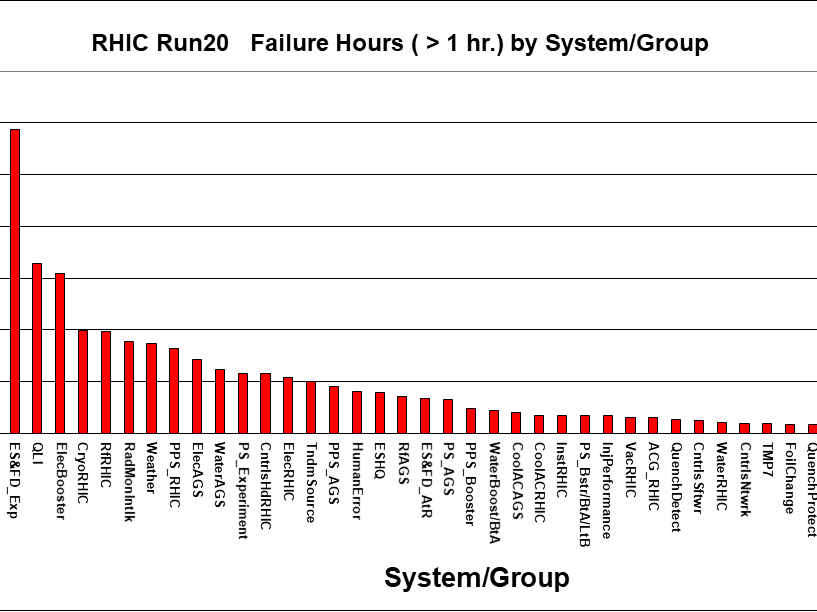 RHIC Run20 Failure Hours ( > 1 hr.) by System/Group
ES&FD_Exp
QLI
ElecBooster
CryoRHIC
RfRHIC
RadMonIntlk
Weather
PPS_RHIC
ElecAGS
WaterAGS
PS_Experiment
CntrlsHdRHIC
ElecRHIC
TndmSource
PPS_AGS
HumanError
ESHQ
RfAGS
ES&FD_AtR
PS_AGS
PPS_Booster
WaterBoost/BtA
CoolACAGS
CoolACRHIC
InstRHIC
PS_Bstr/BtA/LtB
InjPerformance
VacRHIC
ACG_RHIC
QuenchDetect
CntrlsSftwr
WaterRHIC
CntrlsNtwrk
TMP7
FoilChange
QuenchProtect
System/Group